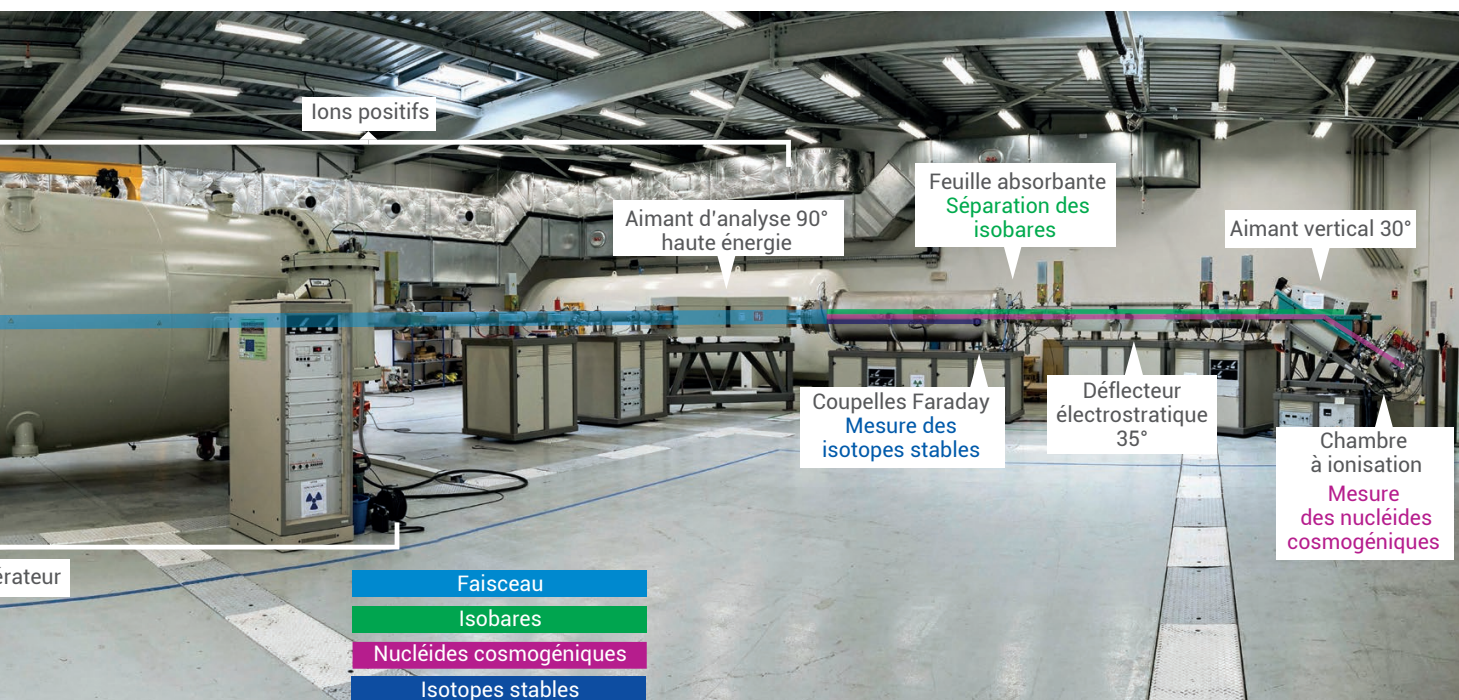 Ions positifs
Aimant d'analyse 90°
haute énergie
Feuille absorbante
Séparation des
isobares
Aimant vertical 30°
Coupelles Faraday
Mesure des
isotopes stables
Déflecteur
électrostratique
35°
Chambre
à ionisation
Mesure
des nucléides
cosmogéniques
érateur
Faisceau
Isobares
Nucléides cosmogéniques
Isotopes stables